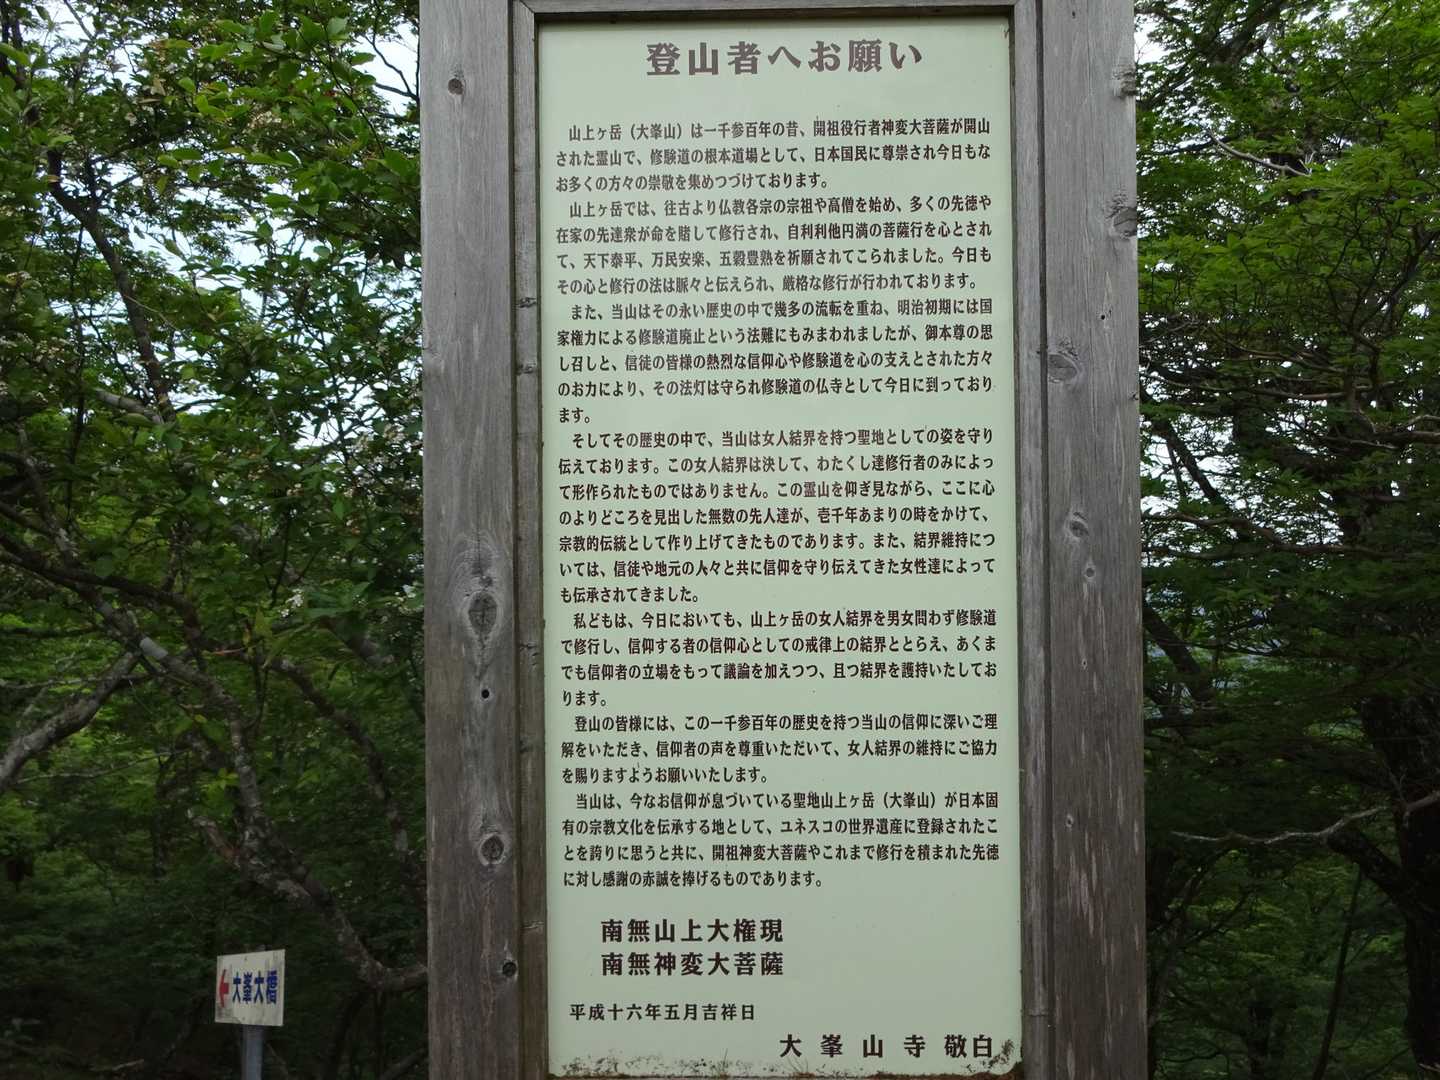 登山者へお願い
山上ヶ岳（大峯山）は一千参百年の昔、開祖役行者神変大菩薩が開山
された霊山で、修験道の根本道場として、日本国民に尊崇され今日もな
お多くの方々の崇敬を集めつづけております。
山上ヶ岳では、往古より仏教各宗の宗祖や高僧を始め、多くの先徳や
在家の先達衆が命を賭して修行され、自利利他円満の菩薩行を心とされ
て、天下泰平、万民安楽、五穀豊熟を祈願されてこられました。今日も
その心と修行の法は脈々と伝えられ、厳格な修行が行われております。
また、当山はその永い歴史の中で幾多の流転を重ね、明治初期には国
家権力による修験道廃止という法難にもみまわれましたが、御本尊の思
し召しと、信徒の皆様の熱烈な信仰心や修験道を心の支えとされた方々
のお力により、その法灯は守られ修験道の仏寺として今日に到っており
ます。
そしてその歴史の中で、当山は女人結界を持つ聖地としての姿を守り
伝えております。この女人結界は決して、わたくし達修行者のみによっ
て形作られたものではありません。この霊山を仰ぎ見ながら、ここに心
のよりどころを見出した無数の先人達が、壱千年あまりの時をかけて、
宗教的伝統として作り上げてきたものであります。また、結界維持につ
いては、信徒や地元の人々と共に信仰を守り伝えてきた女性達によって
も伝承されてきました。
私どもは、今日においても、山上ヶ岳の女人結界を男女問わず修験道
で修行し、信仰する者の信仰心としての戒律上の結界ととらえ、あくま
でも信仰者の立場をもって議論を加えつつ、且つ結界を護持いたしてお
ります。
登山の皆様には、この一千参百年の歴史を持つ当山の信仰に深いご理
解をいただき、信仰者の声を尊重いただいて、女人結界の維持にご協力
を賜りますようお願いいたします。
当山は、今なお信仰が息づいている聖地山上ヶ岳（大峯山）が日本固
有の宗教文化を伝承する地として、ユネスコの世界遺産に登録されたこ
とを誇りに思うと共に、開祖神変大菩薩やこれまで修行を積まれた先徳
に対し感謝の赤誠を捧げるものであります。
南無山上大権現
南無神変大菩薩
平成十六年五月吉祥日
大峯山寺 敬白
大峯大橋